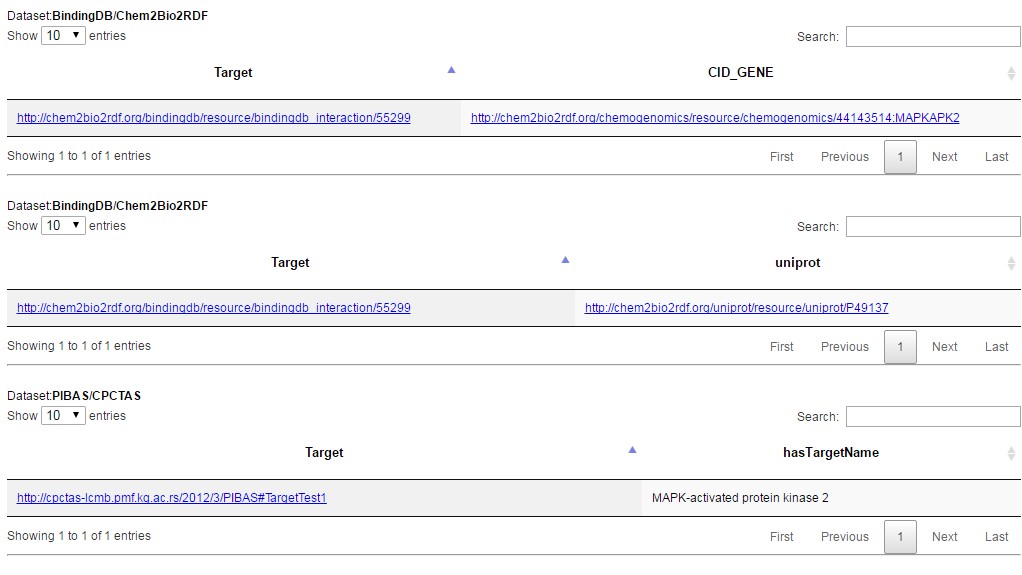 Dataset:BindingDB/Chem2Bio2RDF
Show 10 entries Search:
Target CID_GENE
http://chem2bio2rdf.org/bindingdb/resource/bindingdb_interaction/55299 http://chem2bio2rdf.org/chemogenomics/resource/chemogenomics/44143514:MAPKAPK2
Showing 1 to 1 of 1 entries First Previous 1 Next Last
Dataset:BindingDB/Chem2Bio2RDF
Show 10 entries Search:
Target uniprot
http://chem2bio2rdf.org/bindingdb/resource/bindingdb_interaction/55299 http://chem2bio2rdf.org/uniprot/resource/uniprot/P49137
Showing 1 to 1 of 1 entries First Previous 1 Next Last
Dataset:PIBAS/CPCTAS
Show 10 entries Search:
Target hasTargetName
http://cpctas-lcmb.pmf.kg.ac.rs/2012/3/PIBAS#TargetTest1 MAPK-activated protein kinase 2
Showing 1 to 1 of 1 entries First Previous 1 Next Last